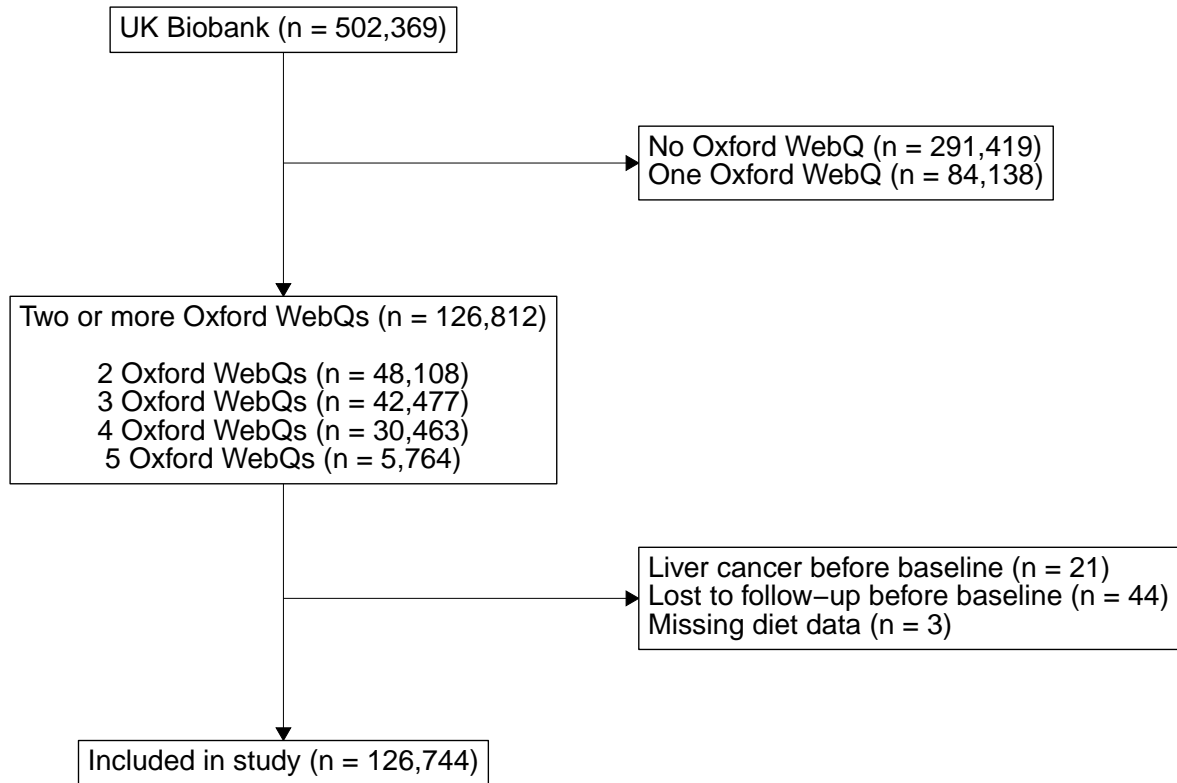 UK Biobank (n = 502,369)
No Oxford WebQ (n = 291,419)
One Oxford WebQ (n = 84,138)
Two or more Oxford WebQs (n = 126,812)
2 Oxford WebQs (n = 48,108)
3 Oxford WebQs (n = 42,477)
4 Oxford WebQs (n = 30,463)
5 Oxford WebQs (n = 5,764)
Liver cancer before baseline (n = 21)
Lost to follow−up before baseline (n = 44)
Missing diet data (n = 3)
Included in study (n = 126,744)